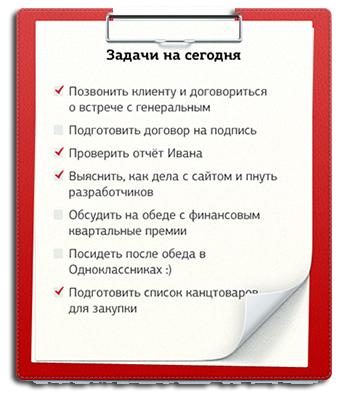 Задачи на сегодня
Позвонить клиенту и договориться
о встрече с генеральным
Подготовить договор на подпись
Проверить отчёт Ивана
Выяснить, как дела с сайтом и пнуть
разработчиков
Обсудить на обеде с финансовым
квартальные премии
Посидеть после обеда в
Одноклассниках :)
Подготовить список канцтоваров
для закупки